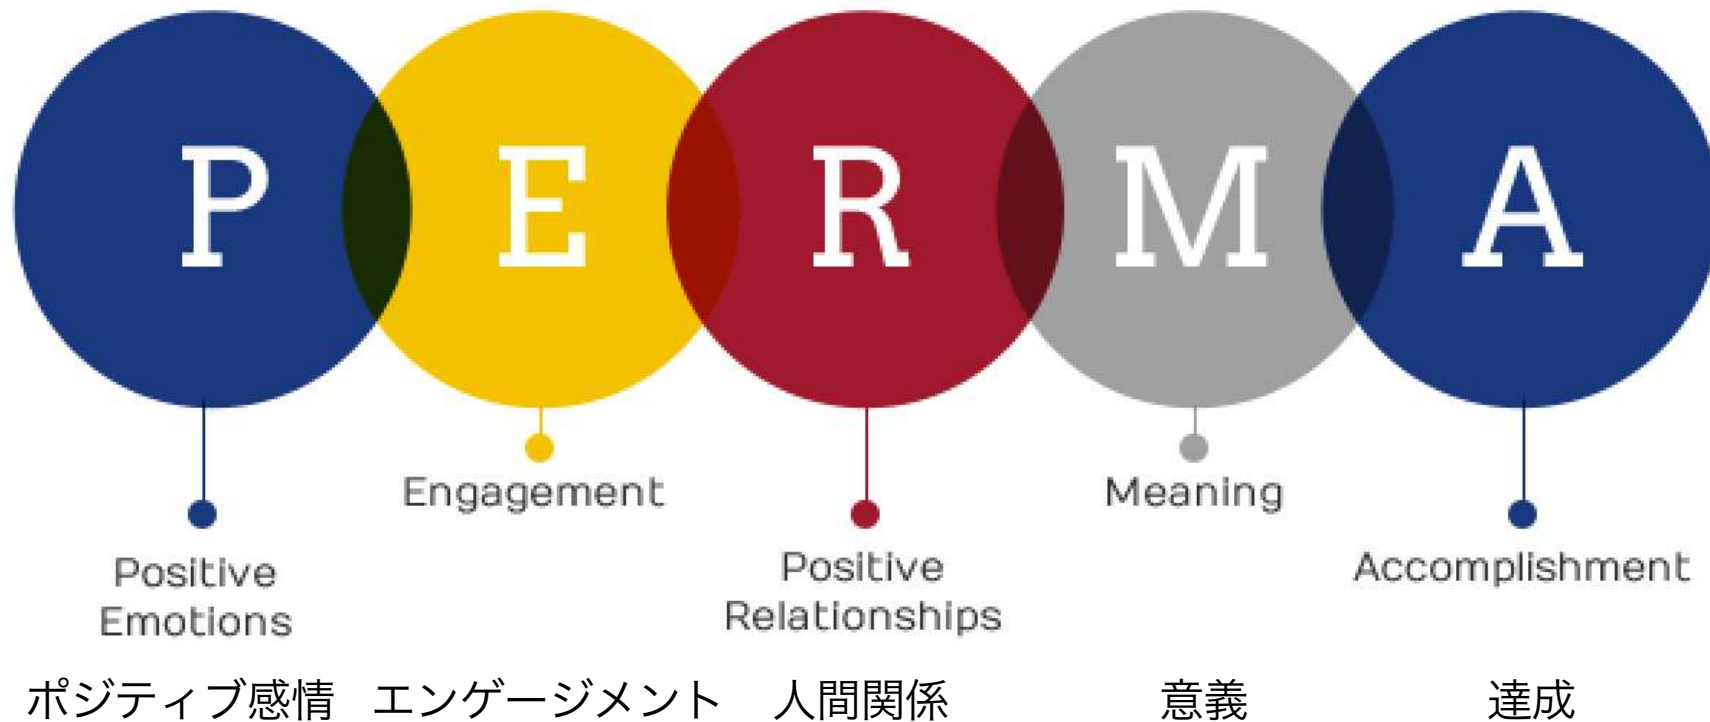 P E R M A
Positive
Emotions
Engagement
Positive
Relationships
Meaning
Accomplishment
ポジティブ感情 エンゲージメント 人間関係 意義 達成